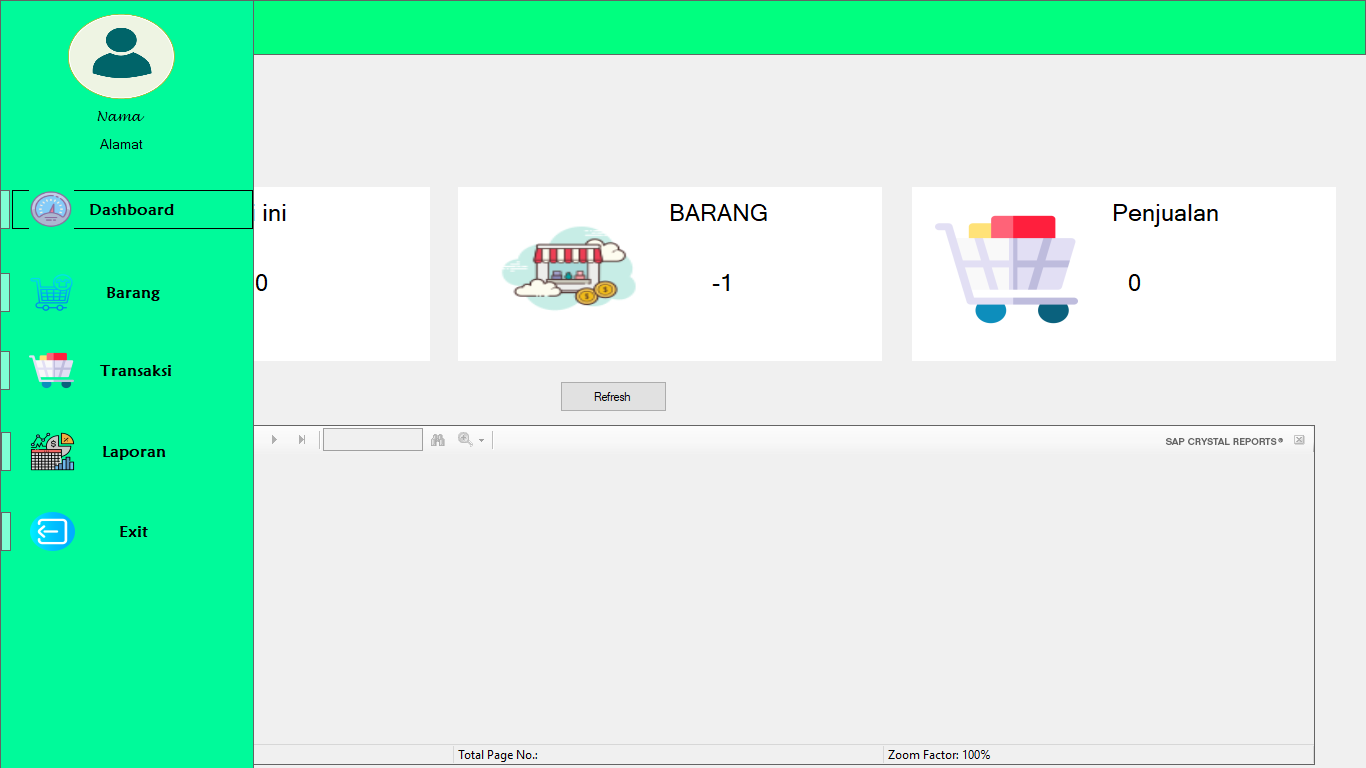 Nama
Alamat
Dashboard
Barang
Transaksi
Laporan
Exit
ini
0
BARANG
-1
Penjualan
0
Refresh
SAP CRYSTAL REPORTS®
Total Page No.:
Zoom Factor: 100%